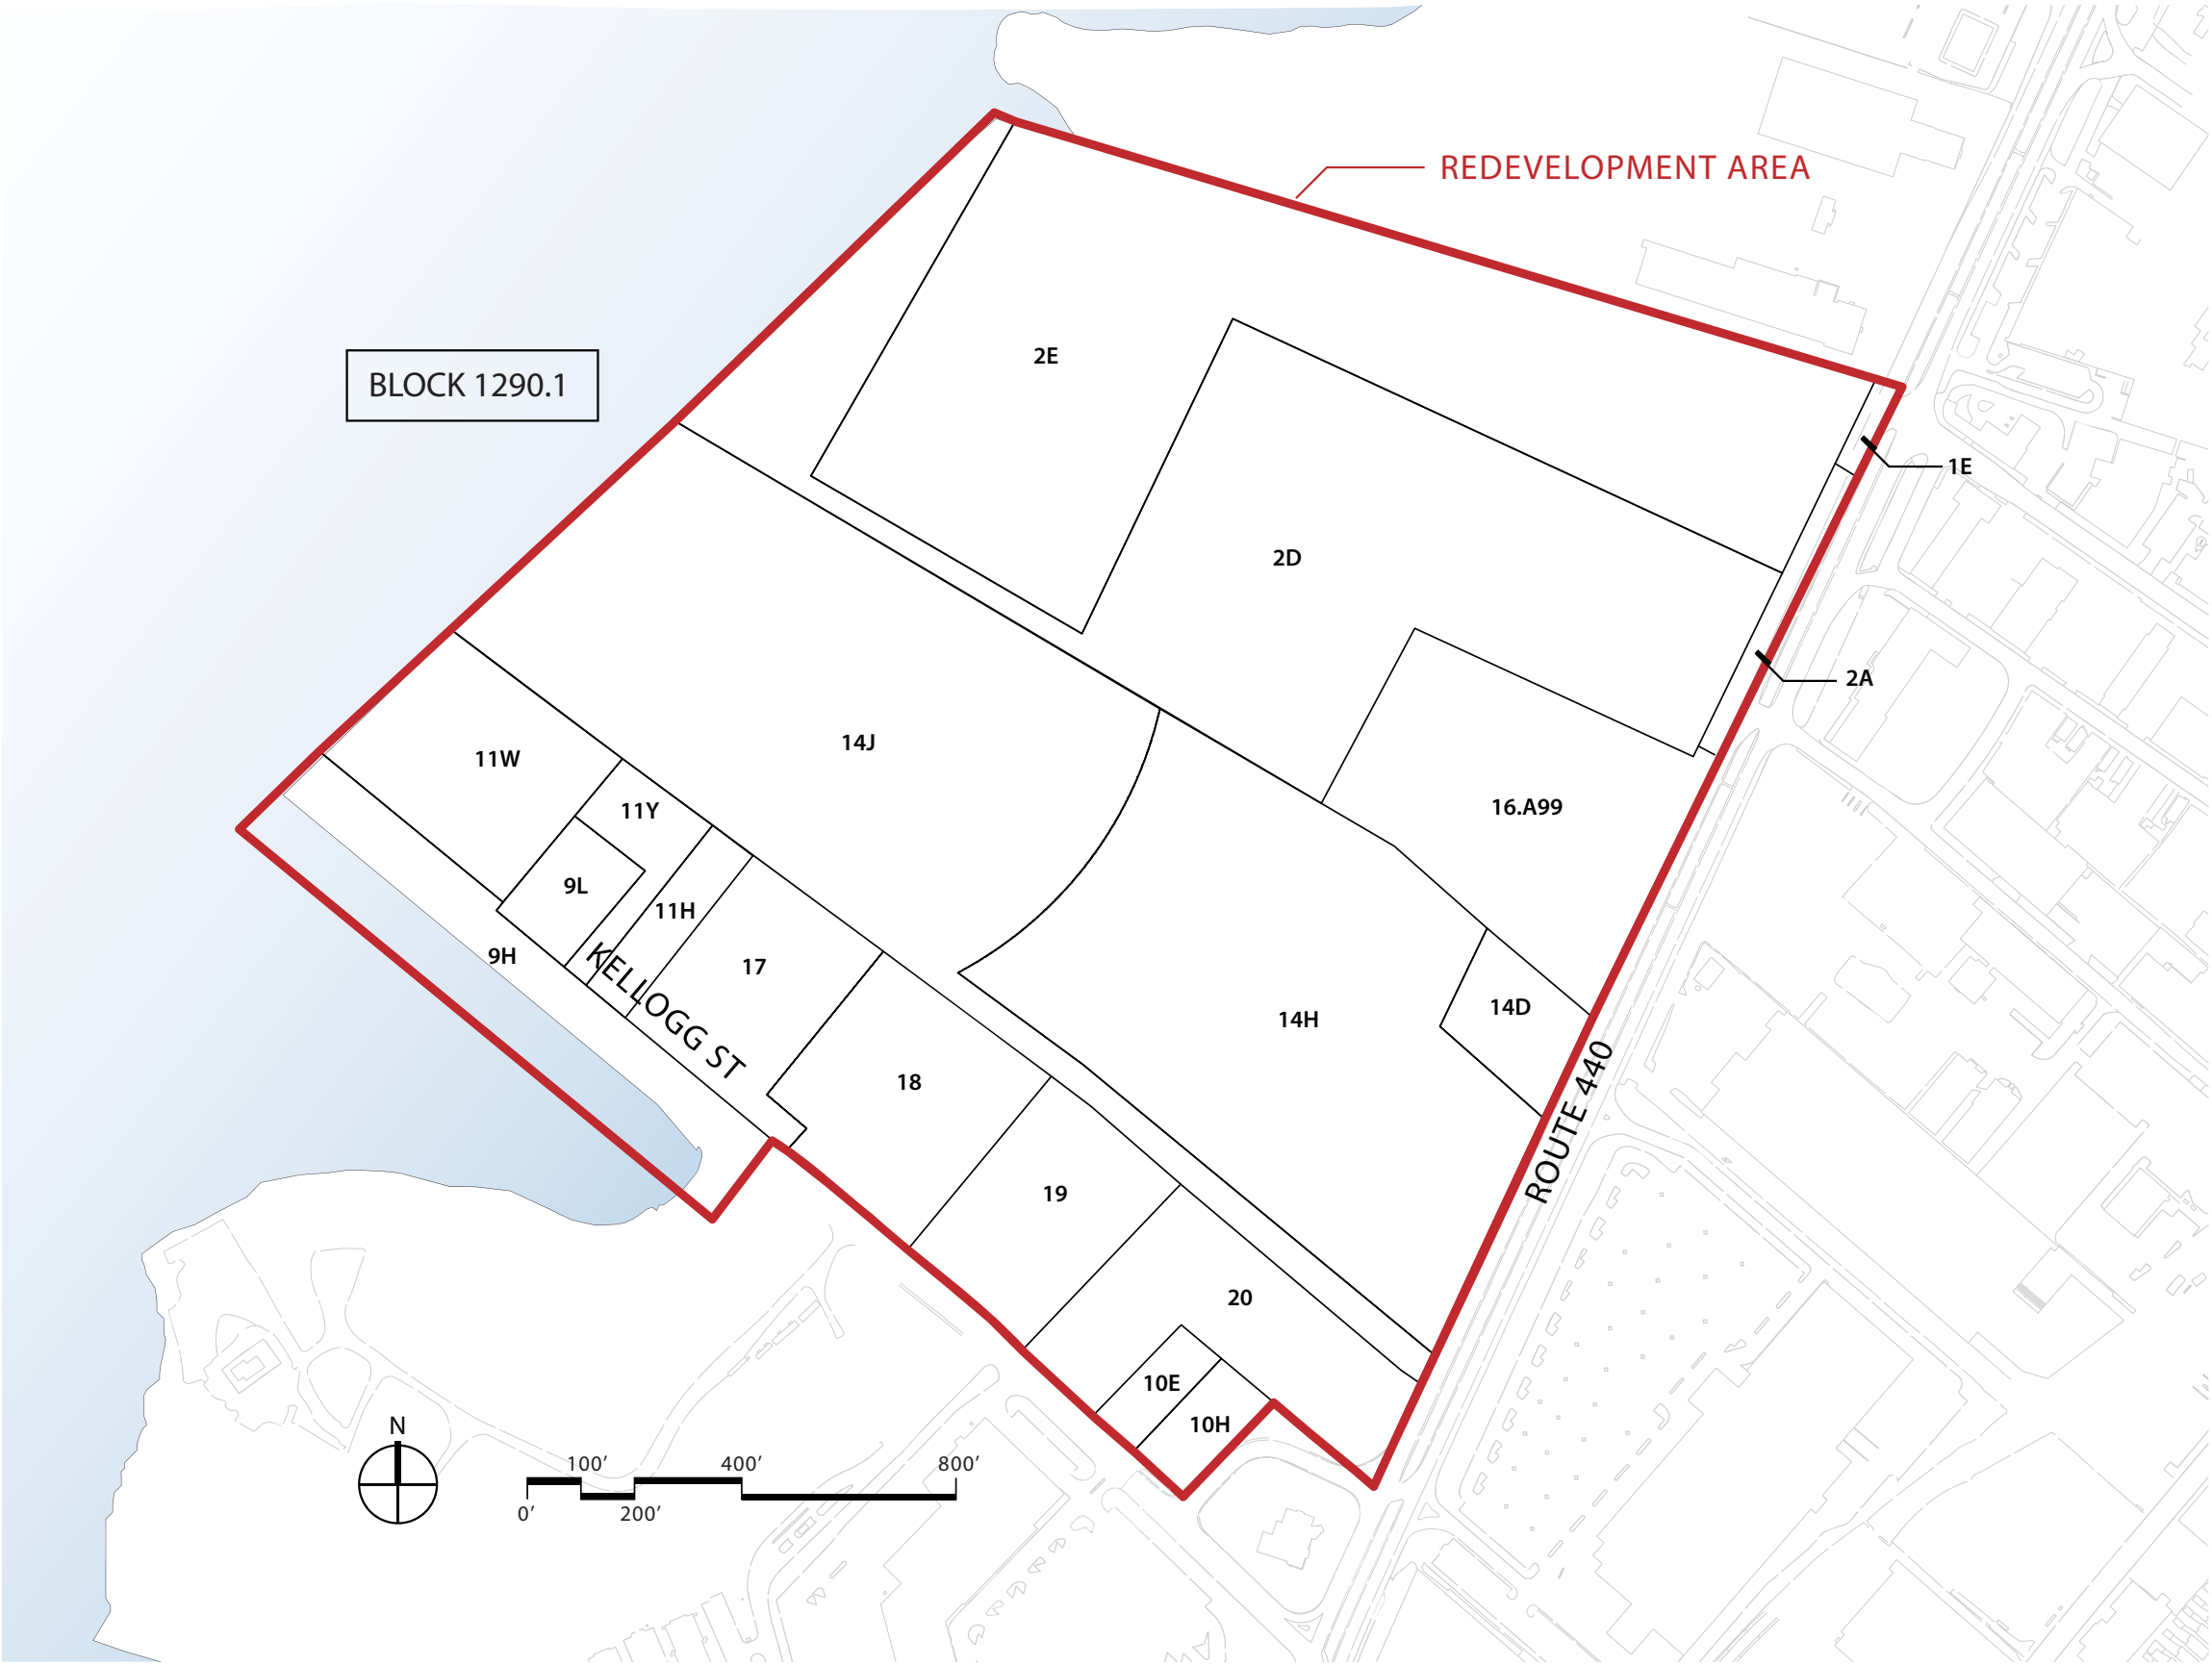 REDEVELOPMENT AREA
BLOCK 1290.1
2E
1E
2D
2A
14J
11W
11Y
16.A99
9L
11H
9H
KELLOGG ST
17
14D
14H
18
ROUTE 440
19
20
10E
10H
N
100’ 400’ 800’
0’ 200’